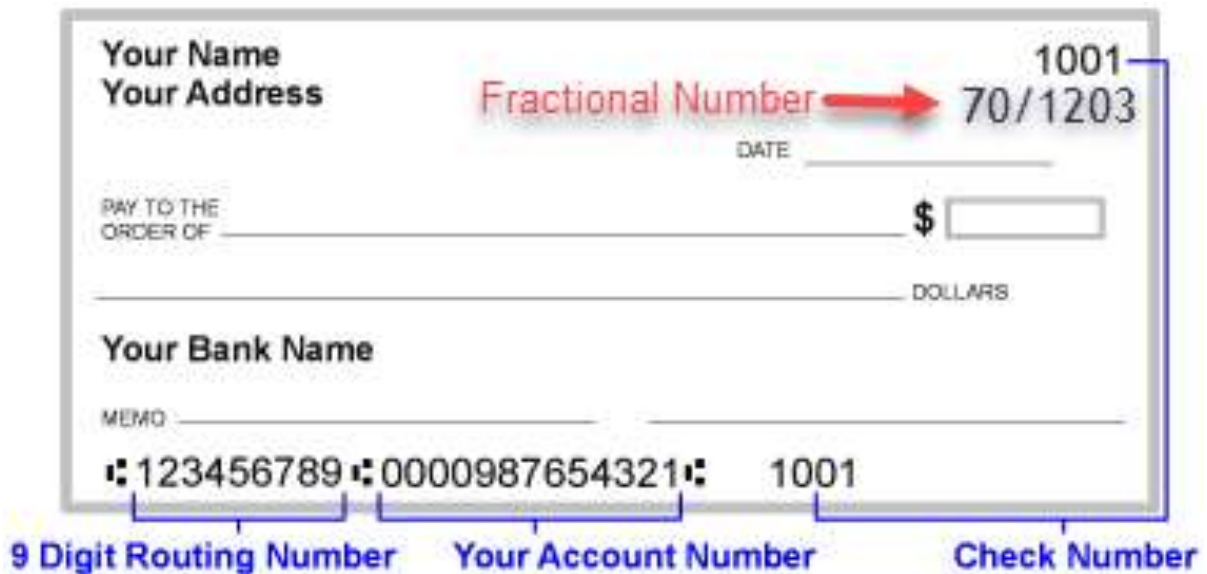 Your Name
1001
Your Address
Fractional Number
70/1203
DATE
PAY TO THE
ORDER OF
$
DOLLARS
Your Bank Name
MEMO
⑆123456789⑆0000987654321⑆ 1001
9 Digit Routing Number Your Account Number Check Number